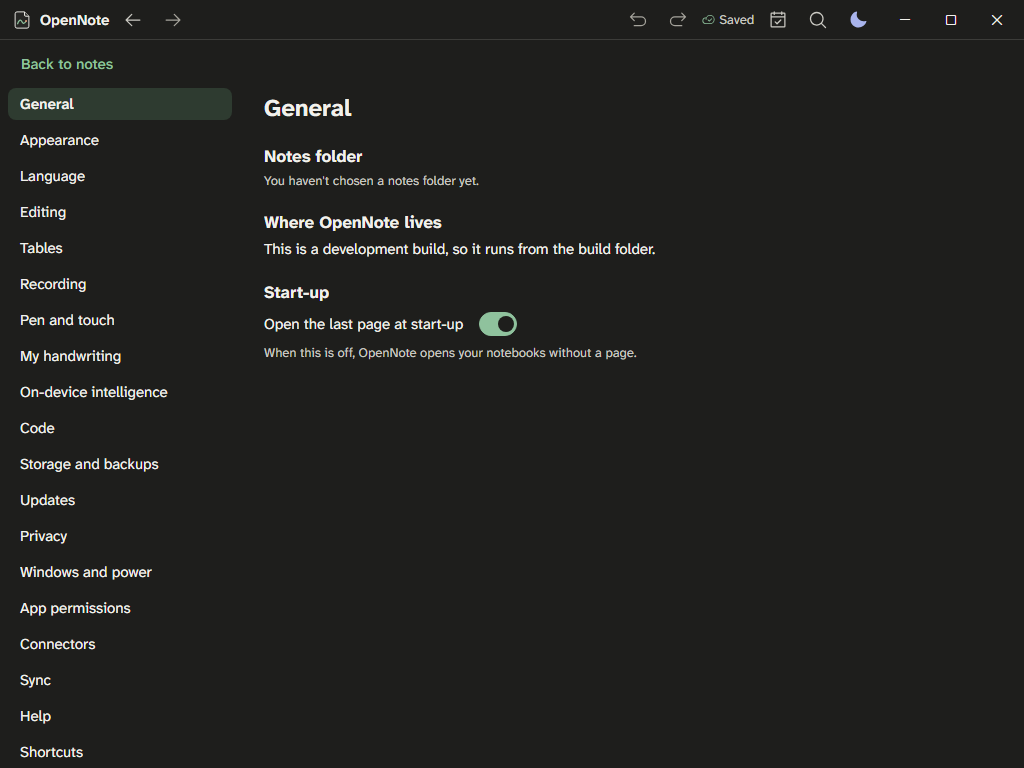 OpenNote
Saved
Back to notes
General
Appearance
Language
Editing
Tables
Recording
Pen and touch
My handwriting
On-device intelligence
Code
Storage and backups
Updates
Privacy
Windows and power
App permissions
Connectors
Sync
Help
Shortcuts
General
Notes folder
You haven't chosen a notes folder yet.
Where OpenNote lives
This is a development build, so it runs from the build folder.
Start-up
Open the last page at start-up
When this is off, OpenNote opens your notebooks without a page.